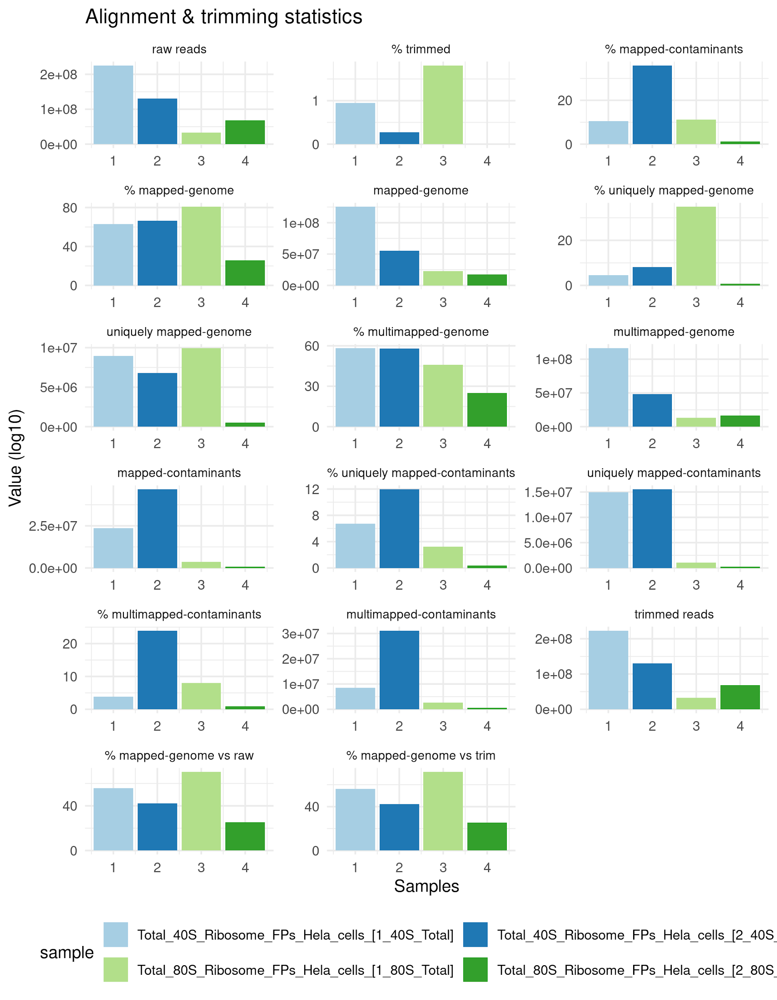 Alignment & trimming statistics
raw reads
% trimmed
% mapped-contaminants
2e+08
1e+08
0e+00
1
0
20
0
1 2 3 4
1 2 3 4
1 2 3 4
% mapped-genome
mapped-genome
% uniquely mapped-genome
80
40
0
1e+08
5e+07
0e+00
20
0
1 2 3 4
1 2 3 4
1 2 3 4
uniquely mapped-genome
% multimapped-genome
multimapped-genome
1e+07
5e+06
0e+00
60
30
0
1e+08
5e+07
0e+00
1 2 3 4
1 2 3 4
1 2 3 4
Value (log10)
mapped-contaminants
% uniquely mapped-contaminants
uniquely mapped-contaminants
2.5e+07
0.0e+00
12
8
4
0
1.5e+07
1.0e+07
5.0e+06
0.0e+00
1 2 3 4
1 2 3 4
1 2 3 4
% multimapped-contaminants
multimapped-contaminants
trimmed reads
20
10
0
3e+07
2e+07
1e+07
0e+00
2e+08
1e+08
0e+00
1 2 3 4
1 2 3 4
1 2 3 4
% mapped-genome vs raw
% mapped-genome vs trim
40
0
40
0
1 2 3 4
1 2 3 4
Samples
sample
Total_40S_Ribosome_FPs_Hela_cells_[1_40S_Total]
Total_40S_Ribosome_FPs_Hela_cells_[2_40S_
Total_80S_Ribosome_FPs_Hela_cells_[1_80S_Total]
Total_80S_Ribosome_FPs_Hela_cells_[2_80S_